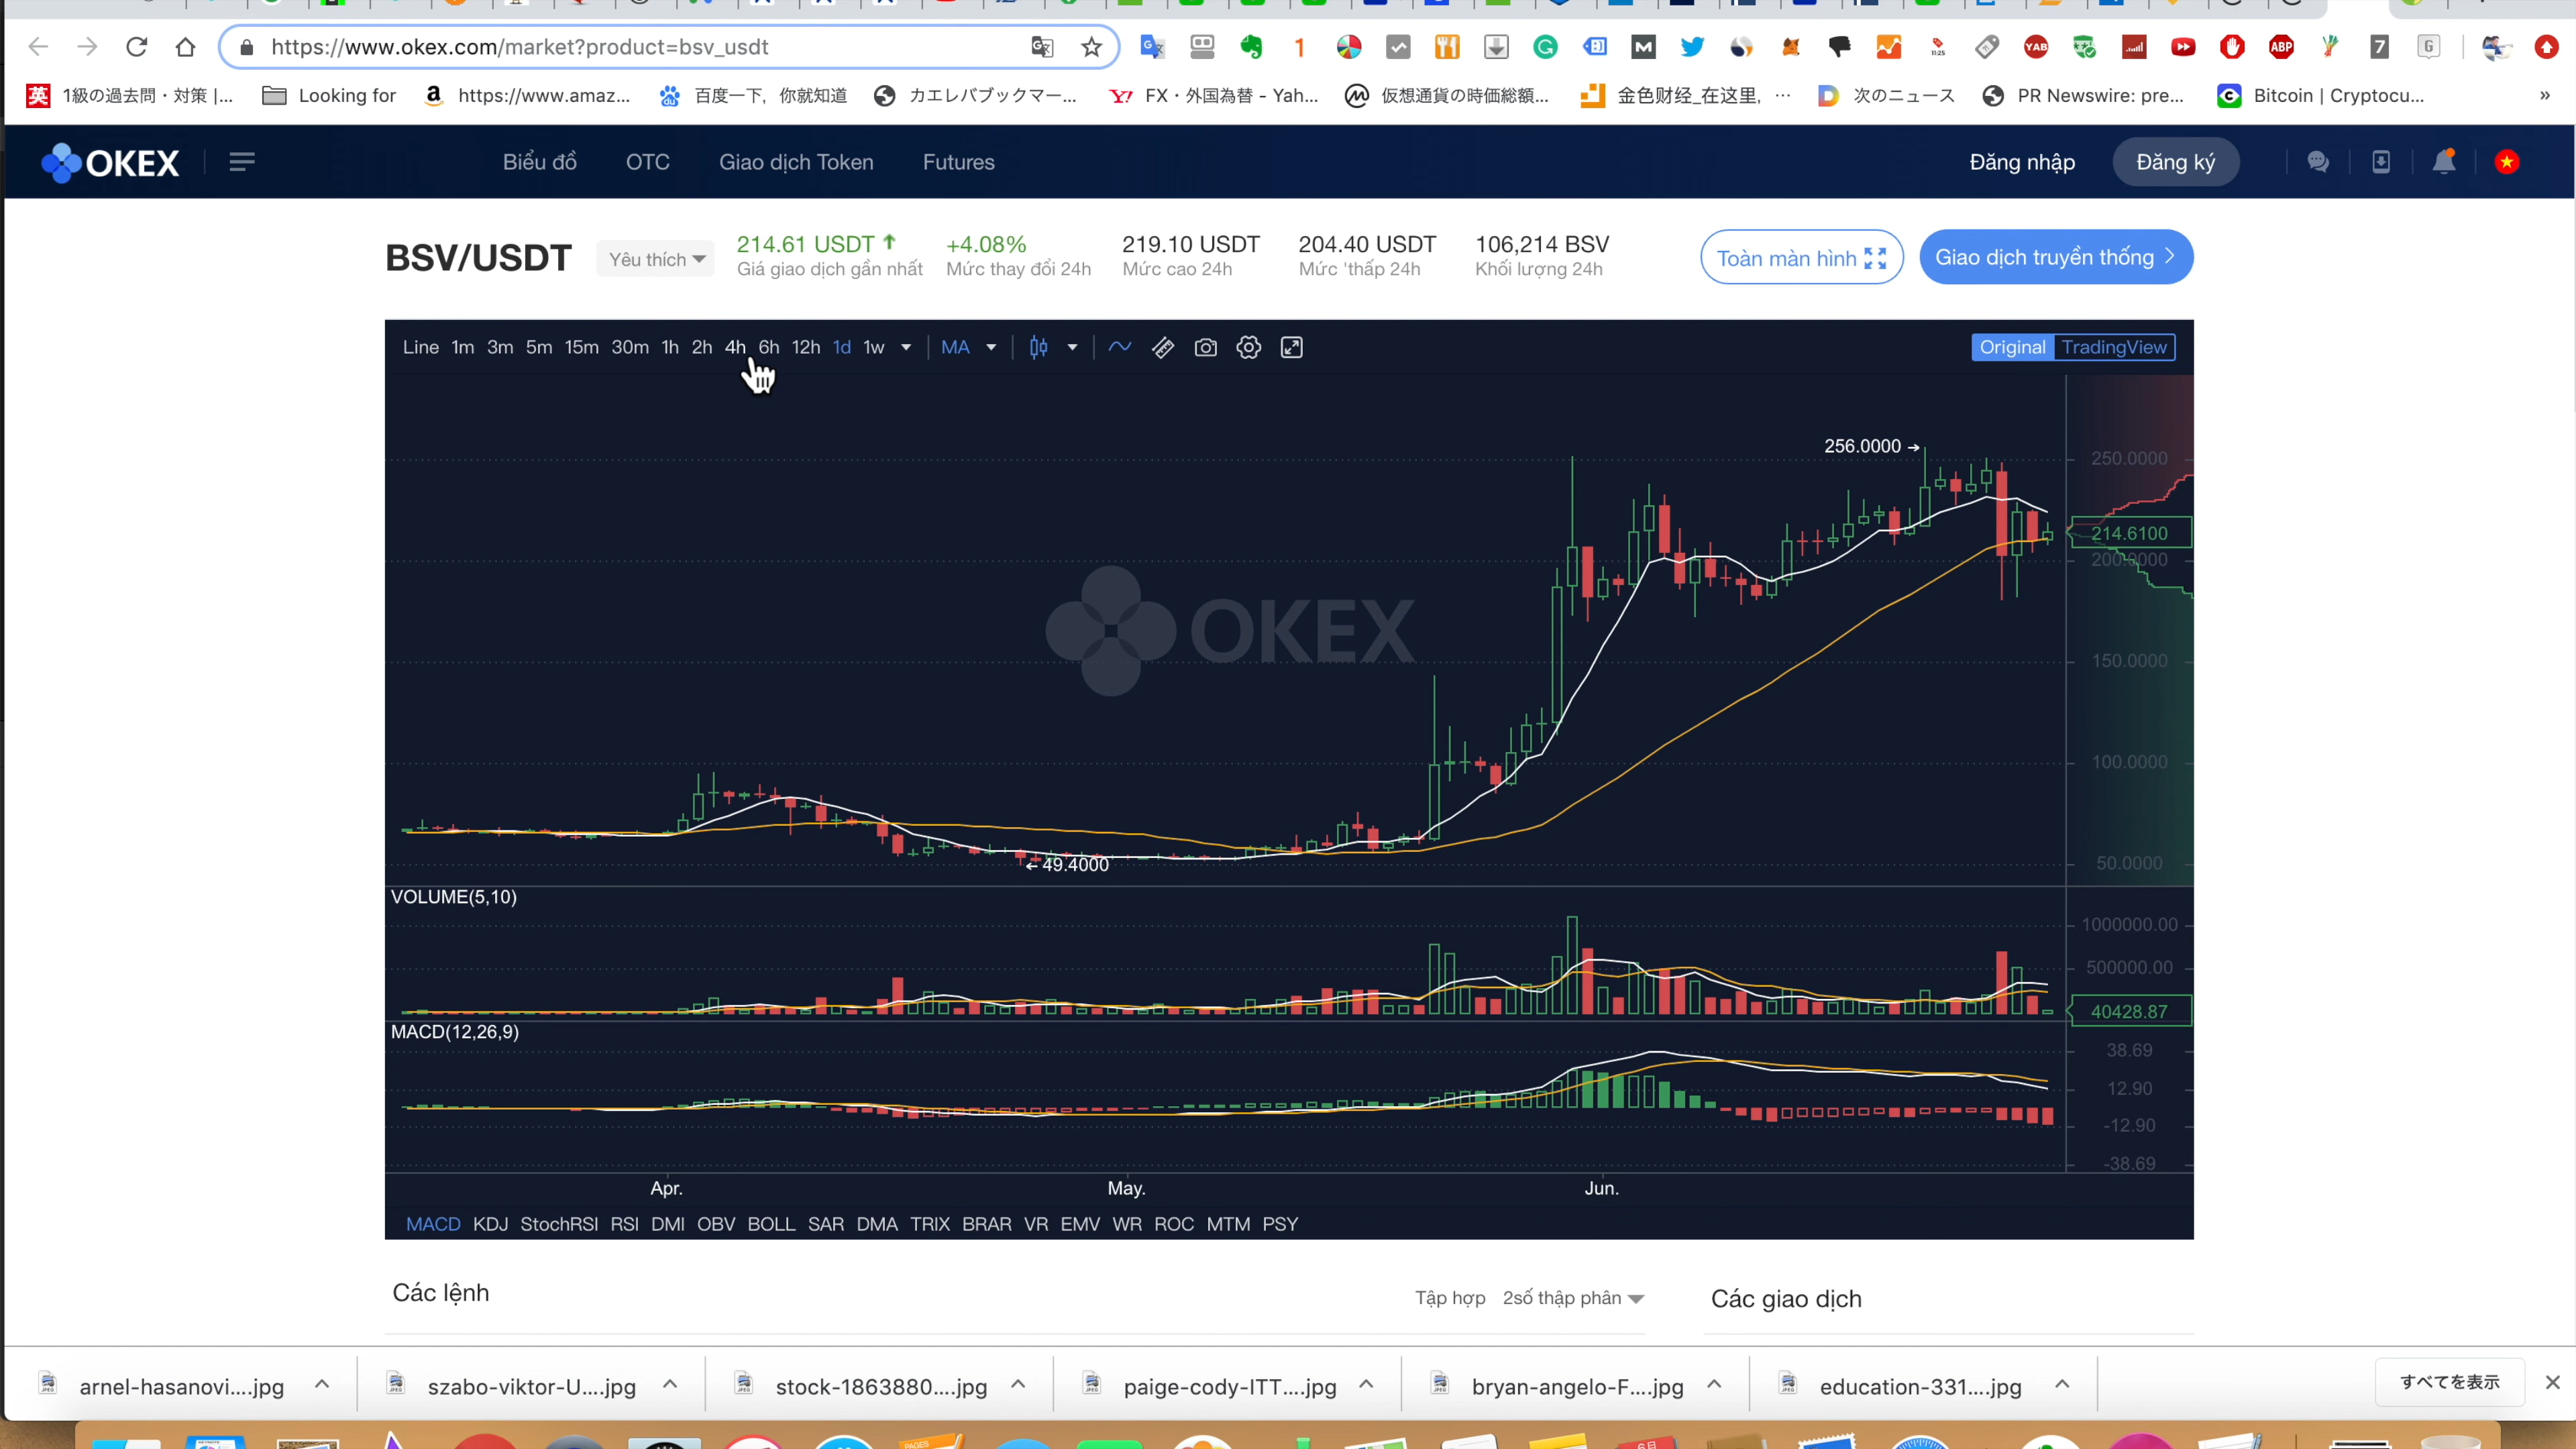 https://www.okex.com/market?product=bsv_usdt
英 1級の過去問・対策 |... Looking for https://www.amaz... 百度一下，你就知道 カエレバブックマー... FX・外国為替 - Yah... 仮想通貨の時価総額... 金色财经_在这里, ... 次のニュース PR Newswire: pre... Bitcoin | Cryptocu... »
OKEX Biểu đồ OTC Giao dịch Token Futures Đăng nhập Đăng ký
BSV/USDT Yêu thích
214.61 USDT +4.08% 219.10 USDT 204.40 USDT 106,214 BSV
Giá giao dịch gần nhất Mức thay đổi 24h Mức cao 24h Mức 'thấp 24h Khối lượng 24h
Toàn màn hình Giao dịch truyền thống
Line 1m 3m 5m 15m 30m 1h 2h 4h 6h 12h 1d 1w MA Original TradingView
256.0000
250.0000
214.6100
200.0000
OKEX
150.0000
100.0000
49.4000
50.0000
VOLUME(5,10)
1000000.00
500000.00
40428.87
MACD(12,26,9)
38.69
12.90
-12.90
-38.69
Apr. May. Jun.
MACD KDJ StochRSI RSI DMI OBV BOLL SAR DMA TRIX BRAR VR EMV WR ROC MTM PSY
Các lệnh Tập hợp 2số thập phân Các giao dịch
arnel-hasanovi....jpg szabo-viktor-U....jpg stock-1863880....jpg paige-cody-ITT....jpg bryan-angelo-F....jpg education-331....jpg すべてを表示